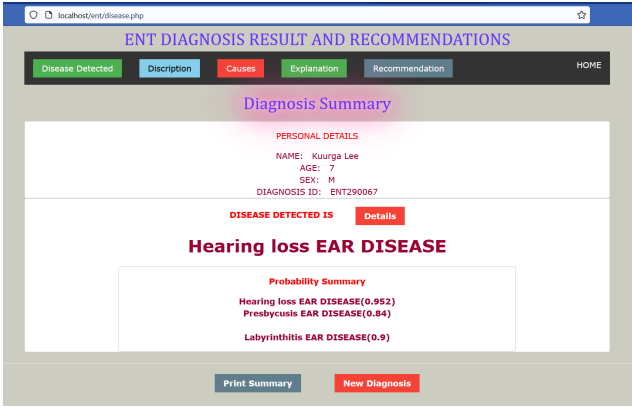 localhost/ent/disease.php
ENT DIAGNOSIS RESULT AND RECOMMENDATIONS
Disease Detected Discription Causes Explanation Recommendation HOME
Diagnosis Summary
PERSONAL DETAILS
NAME: Kuurga Lee
AGE: 7
SEX: M
DIAGNOSIS ID: ENT290067
DISEASE DETECTED IS Details
Hearing loss EAR DISEASE
Probability Summary
Hearing loss EAR DISEASE(0.952)
Presbycusis EAR DISEASE(0.84)
Labyrinthitis EAR DISEASE(0.9)
Print Summary New Diagnosis